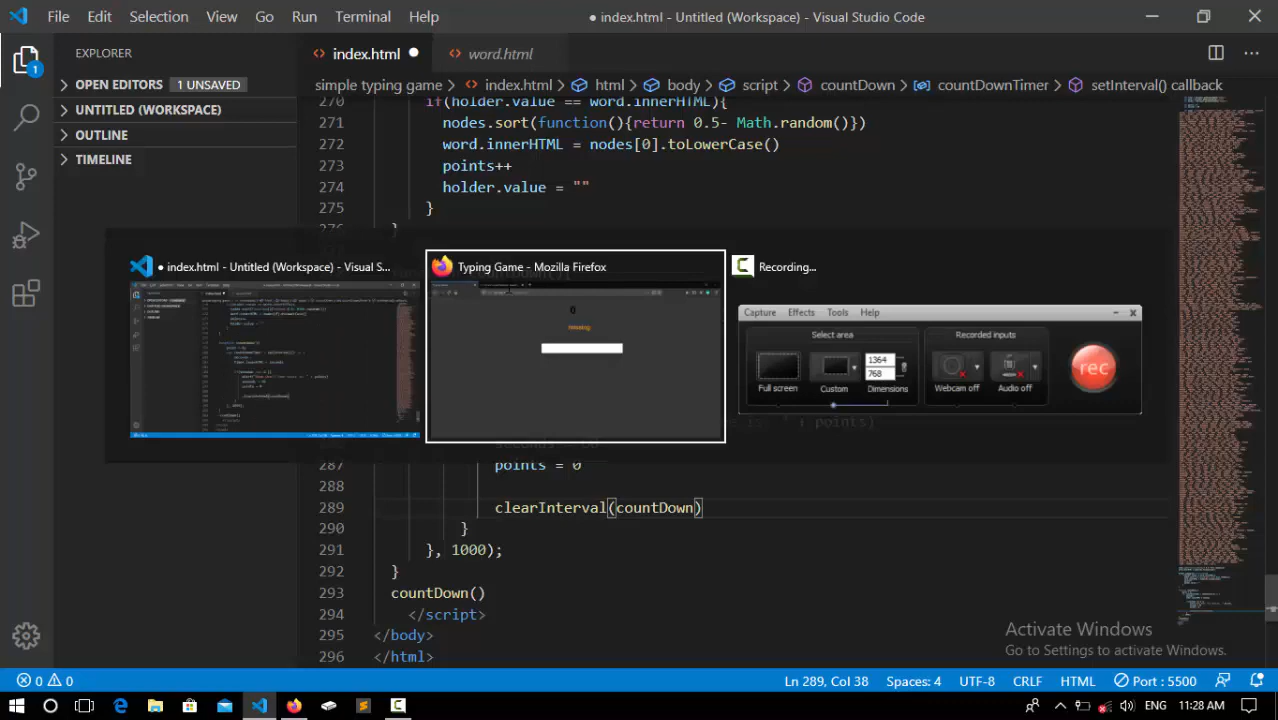 File Edit Selection View Go Run Terminal Help ● index.html - Untitled (Workspace) - Visual Studio Code
EXPLORER
index.html
word.html
OPEN EDITORS 1 UNSAVED
UNTITLED (WORKSPACE)
OUTLINE
TIMELINE
1
simple typing game index.html html body script countDown countDownTimer setInterval() callback
270 if(holder.value == word.innerHTML){
271 nodes.sort(function(){return 0.5- Math.random()})
272 word.innerHTML = nodes[0].toLowerCase()
273 points++
274 holder.value = ""
275 }
276 }
● index.html - Untitled (Workspace) - Visual S...
Typing Game - Mozilla Firefox
Recording...
0
Capture Effects Tools Help
Select area
Recorded inputs
1364
768
rec
Full screen Custom Dimensions Webcam off Audio off
287 points = 0
288
289 clearInterval(countDown)
290 }
291 }, 1000);
292 }
293 countDown()
294 </script>
295 </body>
296 </html>
Activate Windows
Go to Settings to activate Windows.
0 0 Ln 289, Col 38 Spaces: 4 UTF-8 CRLF HTML Port : 5500
ENG 11:28 AM